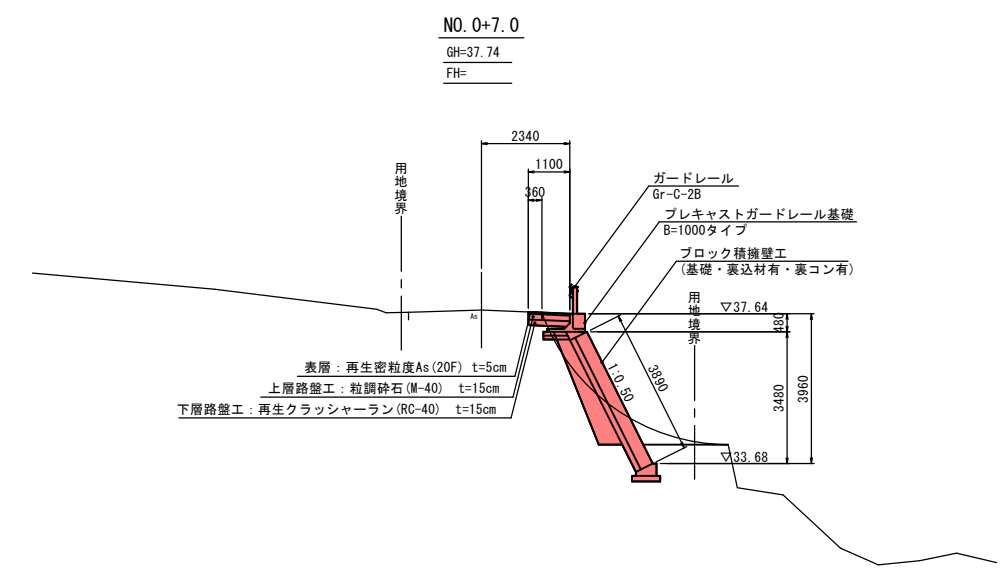 NO.0+7.0
GH=37.74
FH=
2340
1100
360
用地境界
ガードレール
Gr-C-2B
プレキャストガードレール基礎
B=1000タイプ
ブロック積擁壁工
(基礎・裏込材有・裏コン有)
用地境界
▽37.64
480
As
表層：再生密粒度As(20F) t=5cm
上層路盤工：粒調砕石(M-40) t=15cm
下層路盤工：再生クラッシャーラン(RC-40) t=15cm
1:0.50
3890
3480
3960
▽33.68